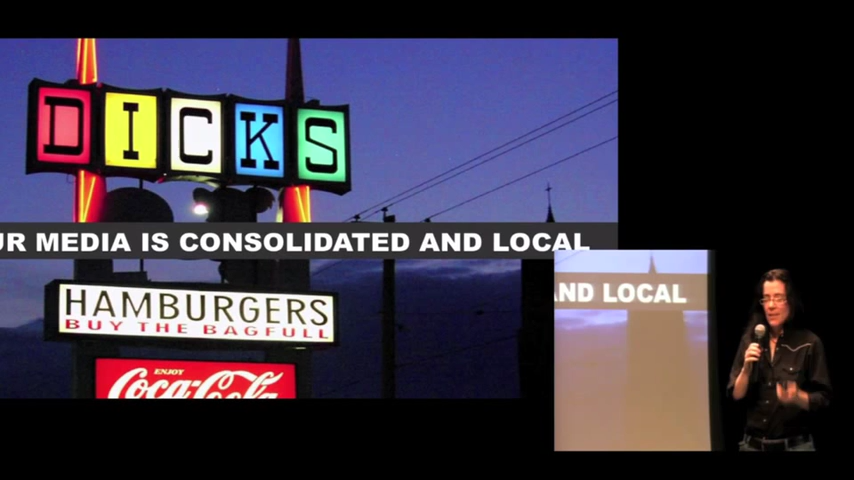 DICKS
UR MEDIA IS CONSOLIDATED AND LOCAL
HAMBURGERS
BUY THE BAGFULL
ENJOY
Coca-Cola
AND LOCAL